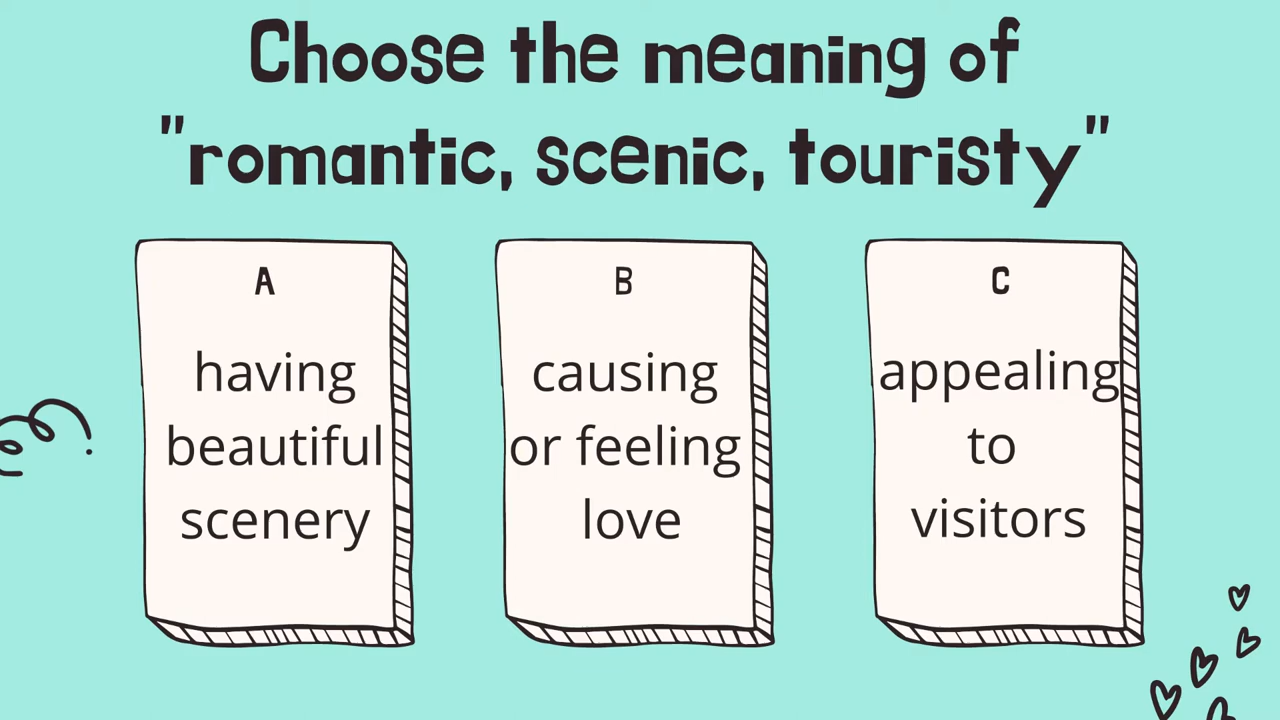 Choose the meaning of
"romantic, scenic, touristy"
A
having
beautiful
scenery
B
causing
or feeling
love
C
appealing
to
visitors